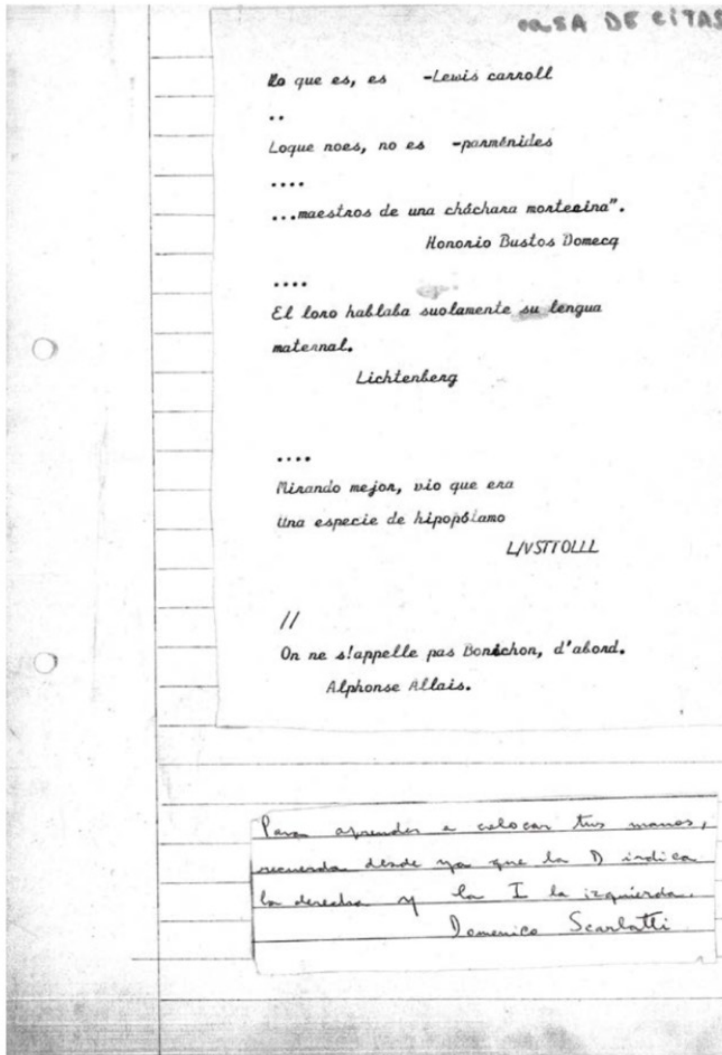 caSA DE CiTAS
Lo que es, es -Lewis carroll
..
Loque noes, no es -parménides
....
...maestros de una cháchara mortecina".
Honorio Bustos Domecq
....
El loro hablaba suolamente su lengua
maternal.
Lichtenberg
....
Mirando mejor, vio que era
Una especie de hipopótamo
L/VSTTOLLL
//
On ne s!appelle pas Bonichon, d'abord.
Alphonse Allais.
Para aprender a colocar tus manos,
recuerda desde ya que la D indica
la derecha y la I la izquierda.
Domenico Scarlatti